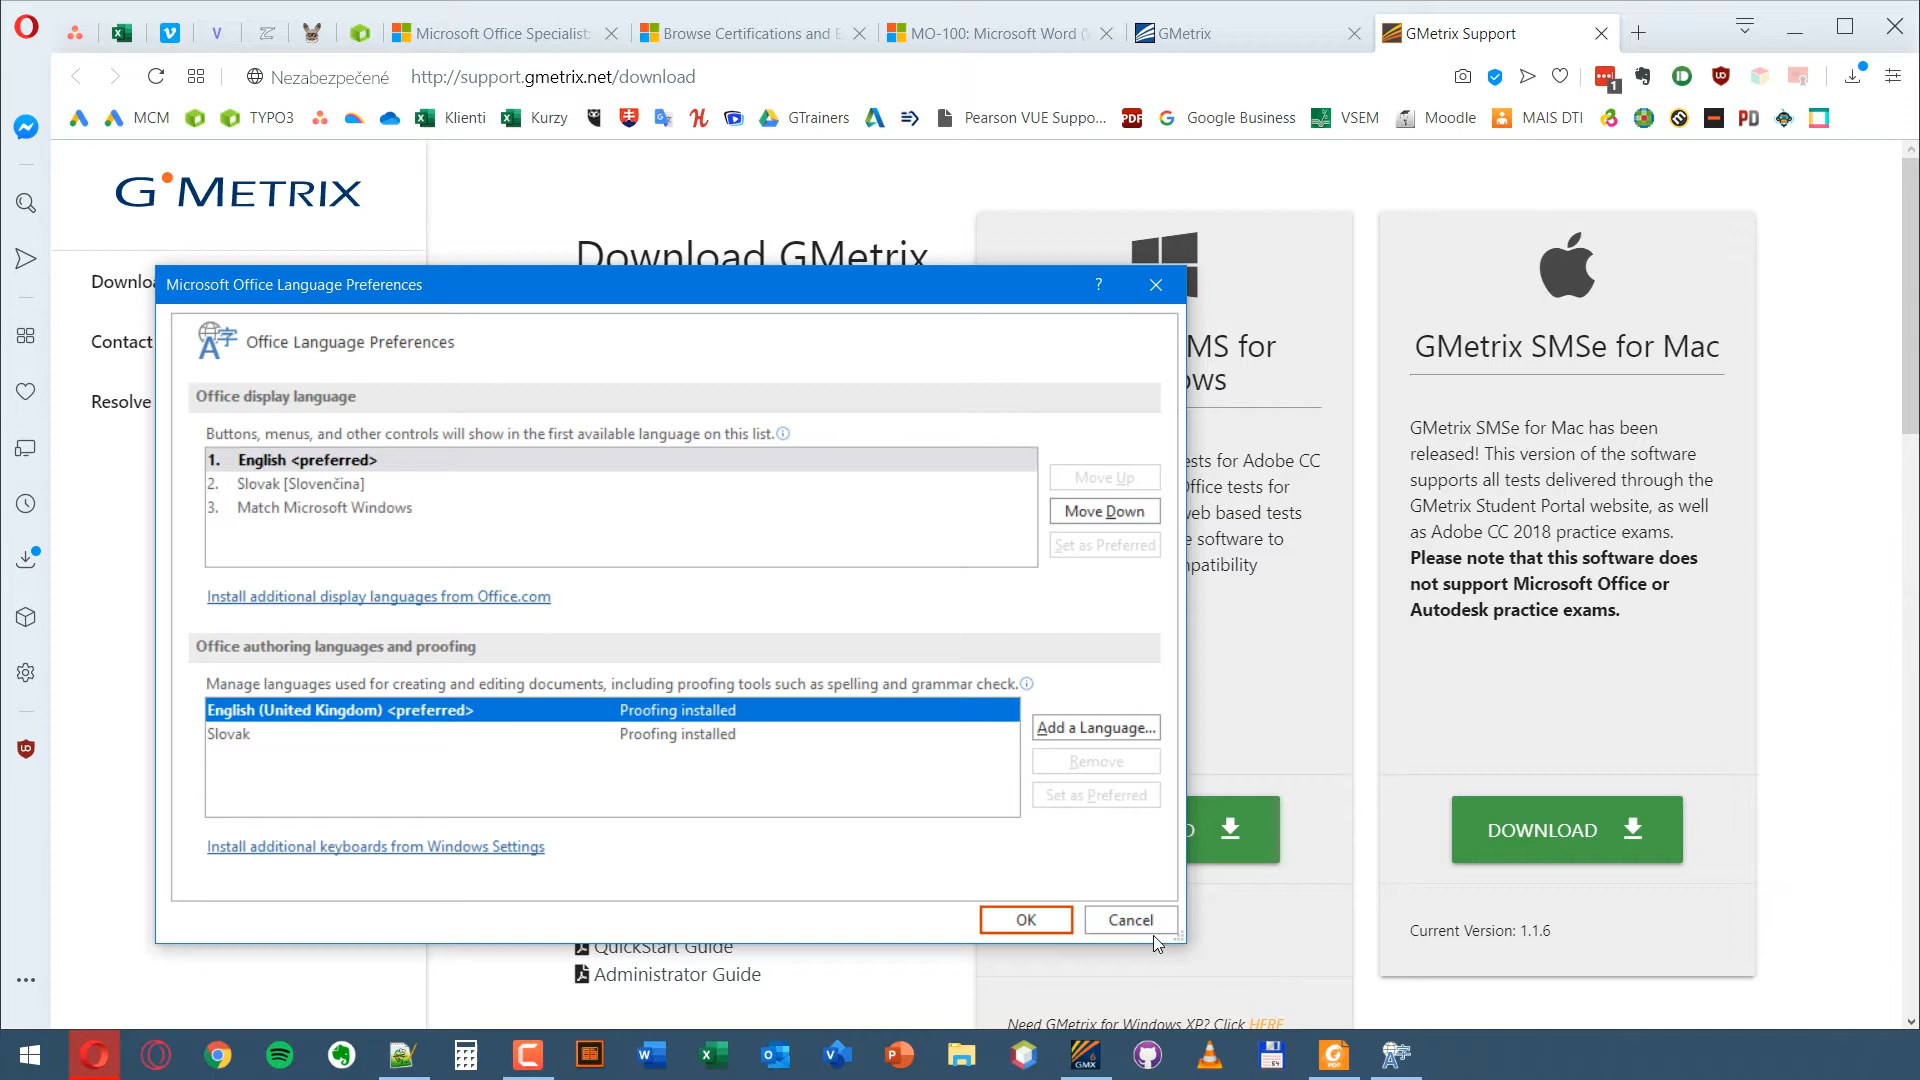 Microsoft Office Specialist:
Browse Certifications and E
MO-100: Microsoft Word (
GMetrix
GMetrix Support
Nezabezpečené
http://support.gmetrix.net/download
1
MCM
TYPO3
Klienti
Kurzy
GTrainers
Pearson VUE Suppo...
PDF
Google Business
VSEM
Moodle
MAIS DTI
PD
GMETRIX
Download GMetrix
Downloa
Contact
Resolve
Microsoft Office Language Preferences
?
Office Language Preferences
Office display language
Buttons, menus, and other controls will show in the first available language on this list.
1. English <preferred>
2. Slovak [Slovenčina]
3. Match Microsoft Windows
Move Up
Move Down
Set as Preferred
Install additional display languages from Office.com
Office authoring languages and proofing
Manage languages used for creating and editing documents, including proofing tools such as spelling and grammar check.
English (United Kingdom) <preferred> Proofing installed
Slovak Proofing installed
Add a Language...
Remove
Set as Preferred
Install additional keyboards from Windows Settings
OK
Cancel
QuickStart Guide
Administrator Guide
MS for
ows
ests for Adobe CC
Office tests for
web based tests
e software to
mpatibility
D
Need GMetrix for Windows XP? Click HERE
GMetrix SMSe for Mac
GMetrix SMSe for Mac has been
released! This version of the software
supports all tests delivered through the
GMetrix Student Portal website, as well
as Adobe CC 2018 practice exams.
Please note that this software does
not support Microsoft Office or
Autodesk practice exams.
DOWNLOAD
Current Version: 1.1.6
GMX